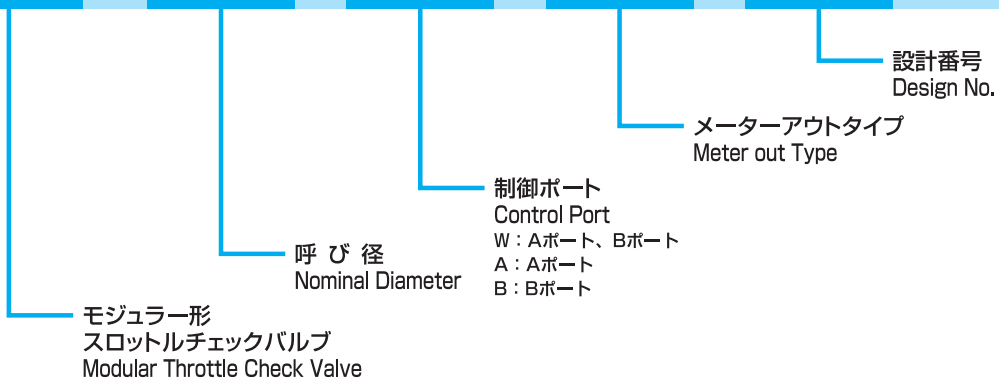 設計番号
Design No.
メーターアウトタイプ
Meter out Type
制御ポート
Control Port
W：Aポート、Bポート
A：Aポート
B：Bポート
呼 び 径
Nominal Diameter
モジュラー形
スロットルチェックバルブ
Modular Throttle Check Valve